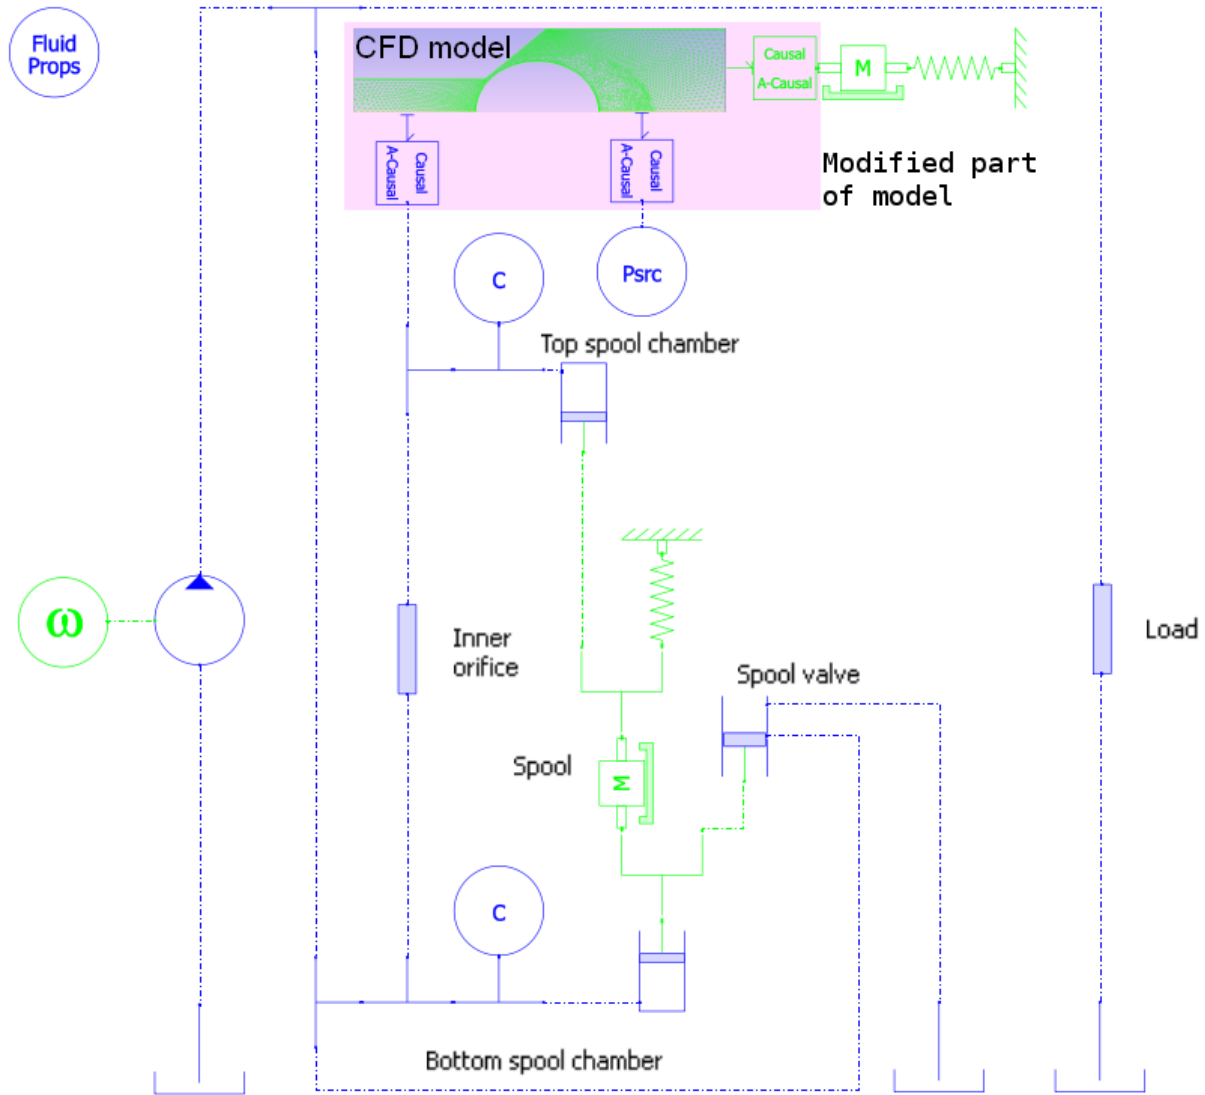 Fluid
Props
CFD model
Causal
A-Causal
M
Modified part
of model
Causal
A-Causal
Causal
A-Causal
C
Psrc
Top spool chamber
ω
Inner
orifice
Load
Spool valve
Spool
M
C
Bottom spool chamber